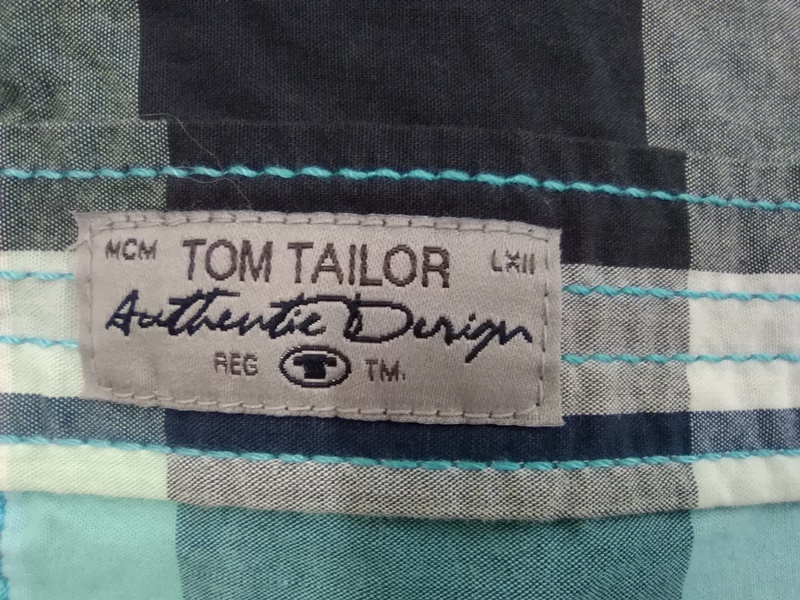 MCM TOM TAILOR LXII
Authentic Design
REG TM.